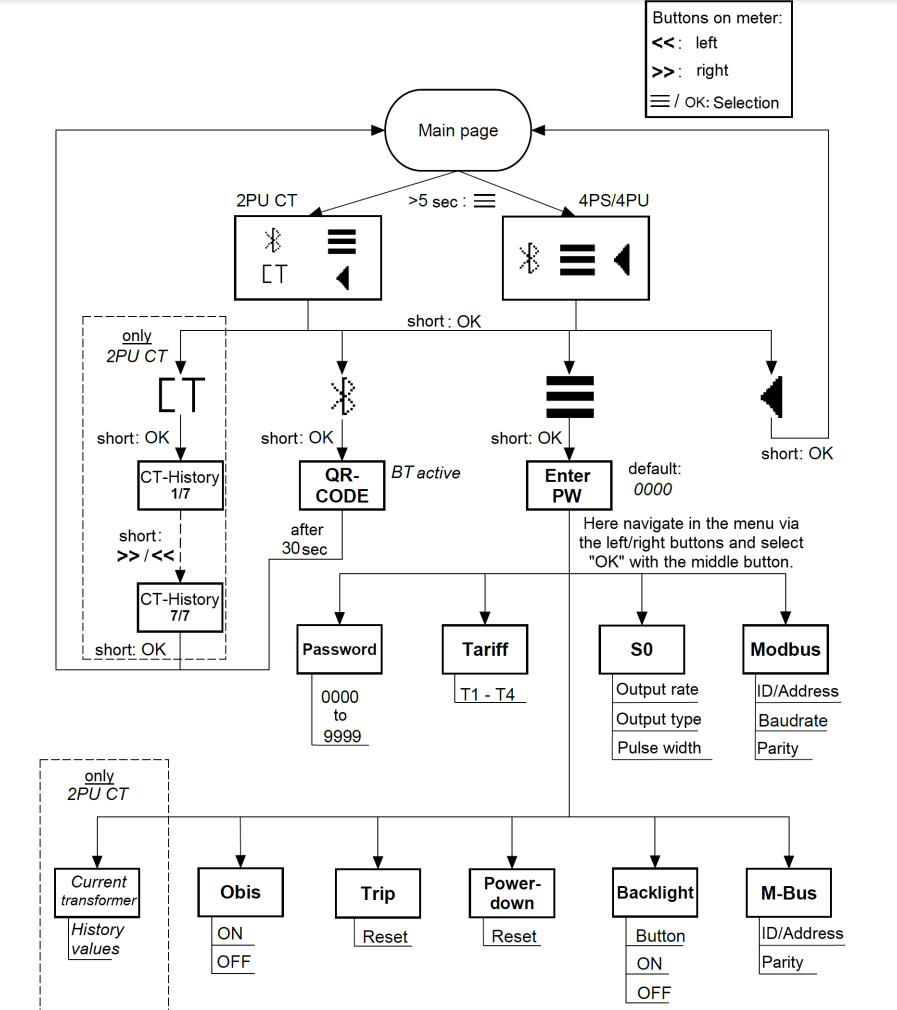 Buttons on meter:
<<: left
>>: right
☰ / OK: Selection
Main page
2PU CT
>5 sec : ☰
4PS/4PU
CT
short: OK
only
2PU CT
CT
short: OK
short: OK
short: OK
short: OK
CT-History
1/7
QR-
CODE
BT active
Enter
PW
default:
0000
short:
>> / <<
after
30 sec
Here navigate in the menu via
the left/right buttons and select
"OK" with the middle button.
CT-History
7/7
short: OK
Password
Tariff
S0
Modbus
0000
to
9999
T1 - T4
Output rate
Output type
Pulse width
ID/Address
Baudrate
Parity
only
2PU CT
Current
transformer
Obis
Trip
Power-
down
Backlight
M-Bus
History
values
ON
OFF
Reset
Reset
Button
ON
OFF
ID/Address
Parity